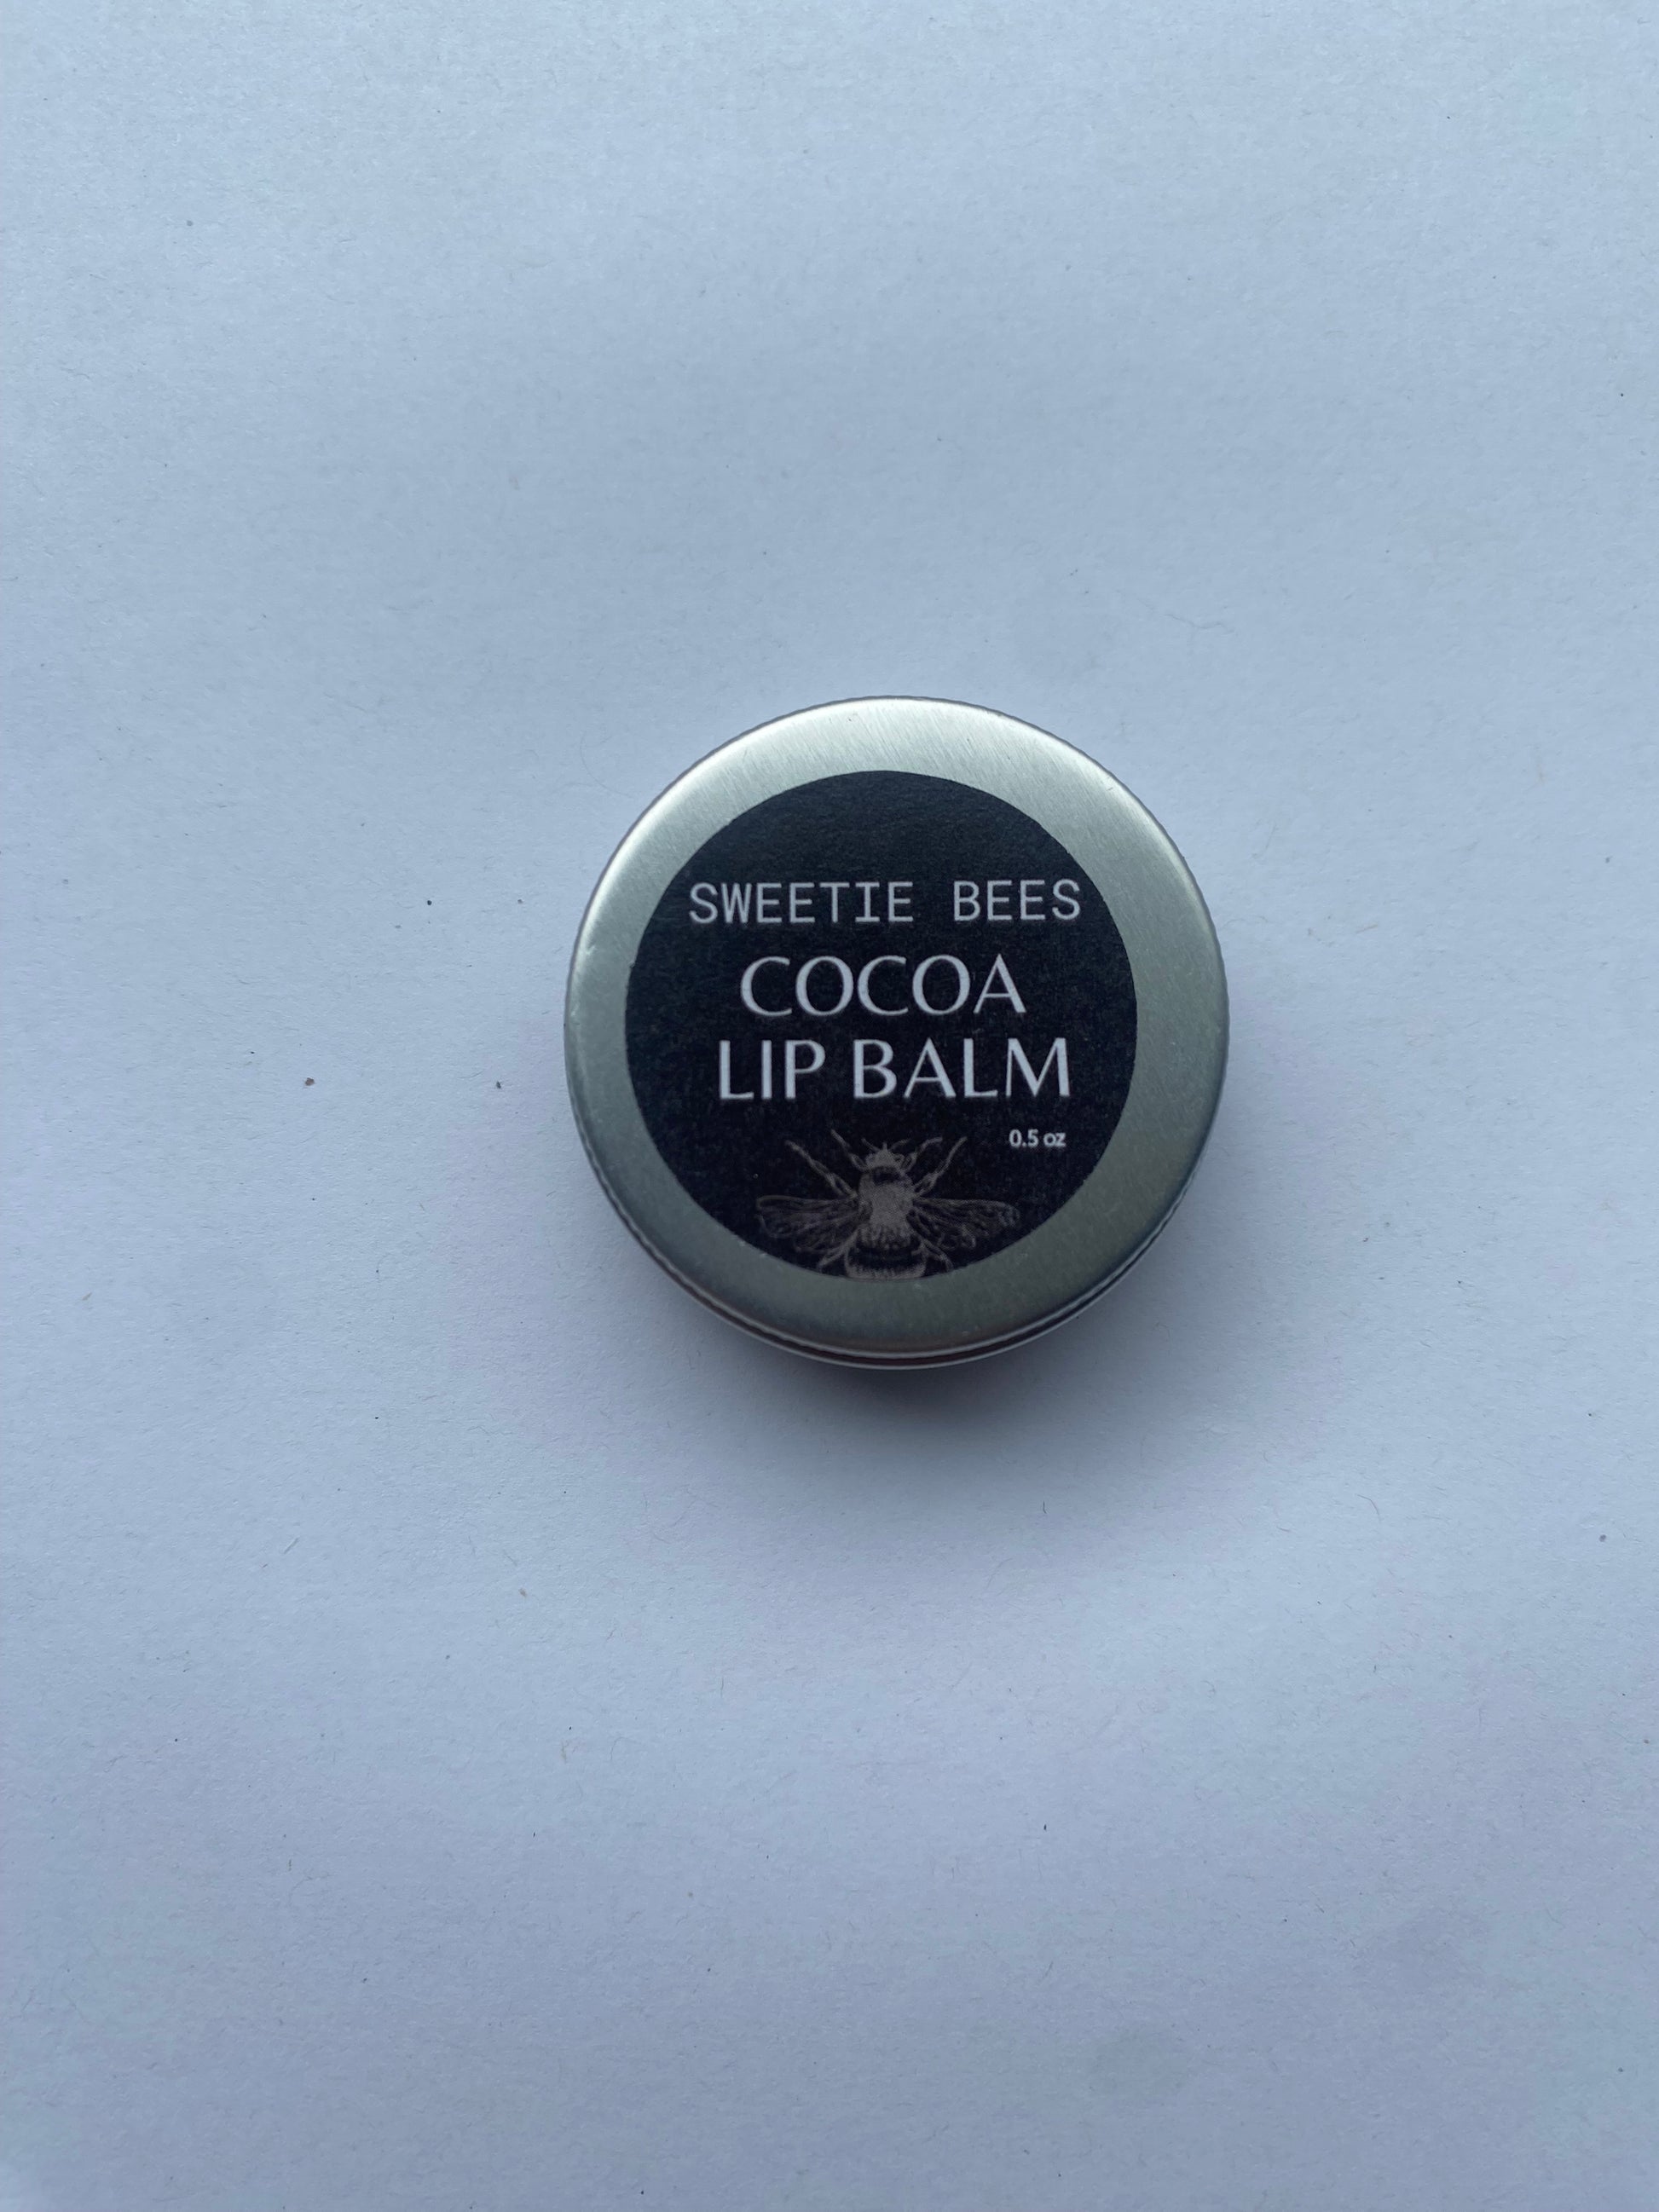 SWEETIE BEES
COCOA
LIP BALM
0.5 oz